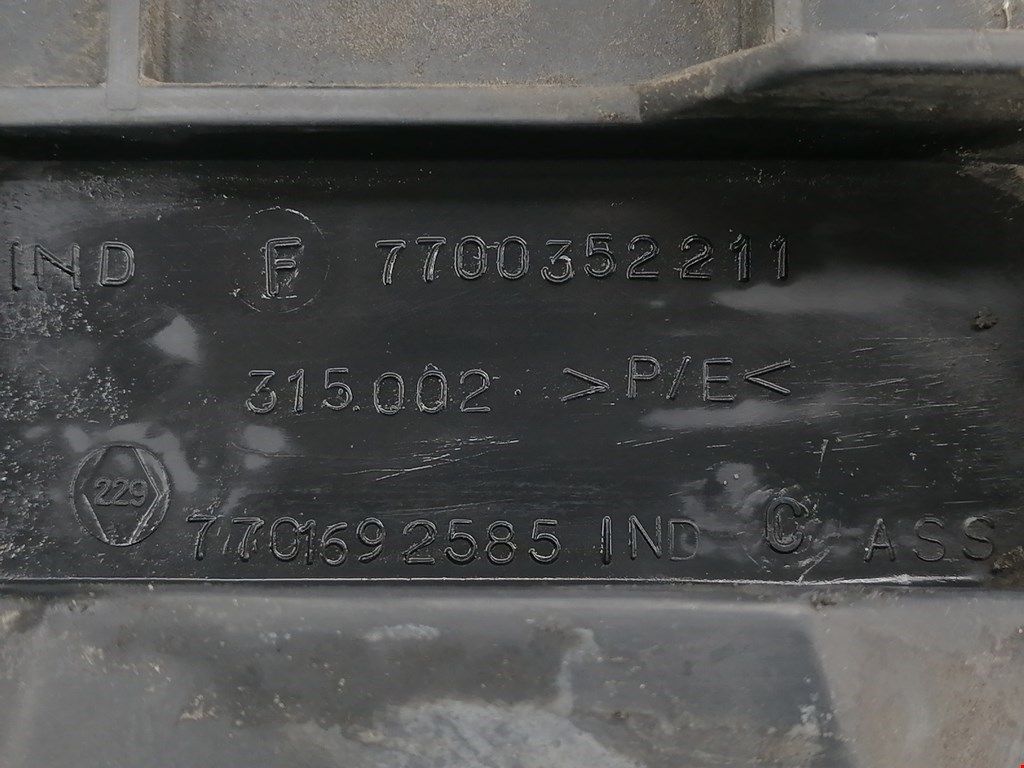 IND F 7700352211
315.002. >P/E<
229
7701692585 IND C ASS